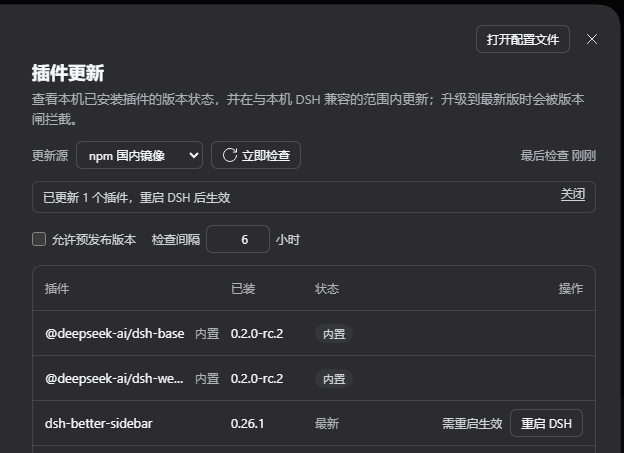 打开配置文件
插件更新
查看本机已安装插件的版本状态，并在与本机 DSH 兼容的范围内更新；升级到最新版时会被版本
闸拦截。
更新源 npm 国内镜像 立即检查 最后检查 刚刚
已更新 1 个插件，重启 DSH 后生效 关闭
允许预发布版本 检查间隔 6 小时
插件 已装 状态 操作
@deepseek-ai/dsh-base 内置 0.2.0-rc.2 内置
@deepseek-ai/dsh-we... 内置 0.2.0-rc.2 内置
dsh-better-sidebar 0.26.1 最新 需重启生效 重启 DSH